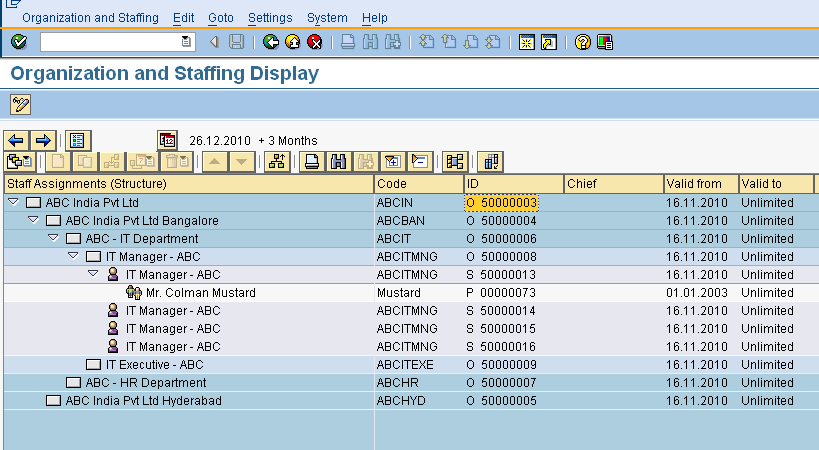 Organization and Staffing Edit Goto Settings System Help
Organization and Staffing Display
26.12.2010 + 3 Months
Staff Assignments (Structure) Code ID Chief Valid from Valid to
ABC India Pvt Ltd ABCIN O 50000003 16.11.2010 Unlimited
ABC India Pvt Ltd Bangalore ABCBAN O 50000004 16.11.2010 Unlimited
ABC - IT Department ABCIT O 50000006 16.11.2010 Unlimited
IT Manager - ABC ABCITMNG O 50000008 16.11.2010 Unlimited
IT Manager - ABC ABCITMNG S 50000013 16.11.2010 Unlimited
Mr. Colman Mustard Mustard P 00000073 01.01.2003 Unlimited
IT Manager - ABC ABCITMNG S 50000014 16.11.2010 Unlimited
IT Manager - ABC ABCITMNG S 50000015 16.11.2010 Unlimited
IT Manager - ABC ABCITMNG S 50000016 16.11.2010 Unlimited
IT Executive - ABC ABCITEXE O 50000009 16.11.2010 Unlimited
ABC - HR Department ABCHR O 50000007 16.11.2010 Unlimited
ABC India Pvt Ltd Hyderabad ABCHYD O 50000005 16.11.2010 Unlimited